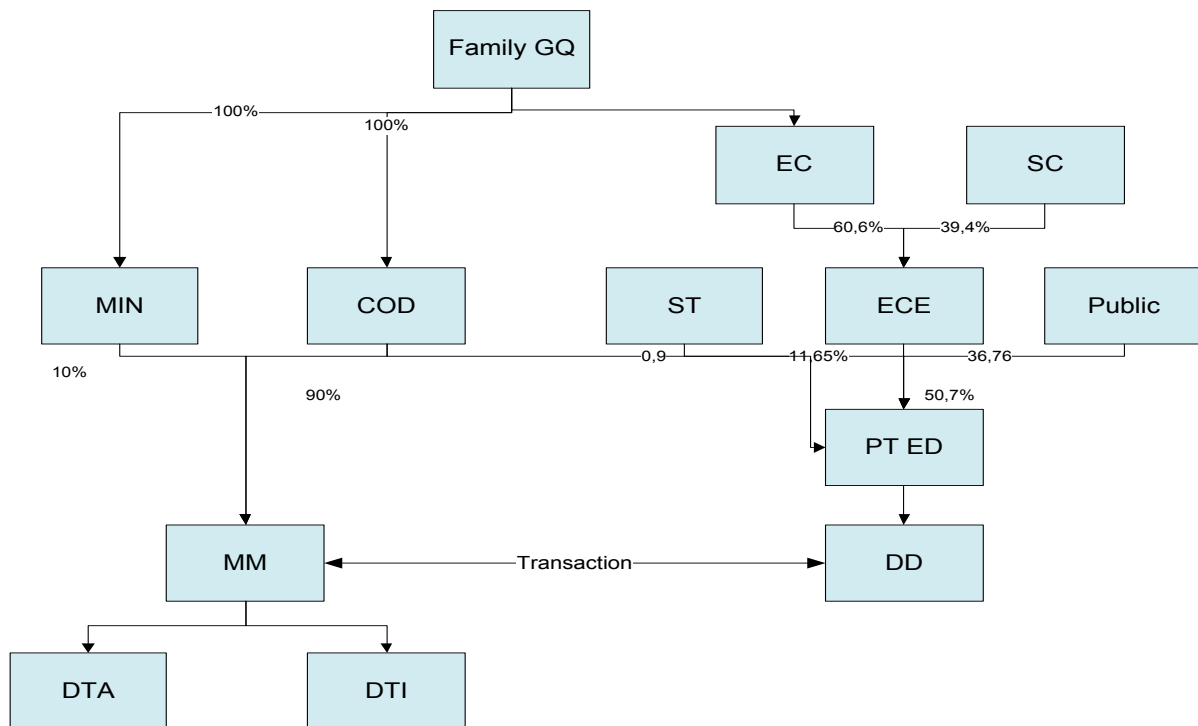 Family GQ
100%
100%
EC
SC
60,6%
39,4%
MIN
COD
ST
ECE
Public
0,9
11,65%
36,76
10%
90%
50,7%
PT ED
MM
Transaction
DD
DTA
DTI